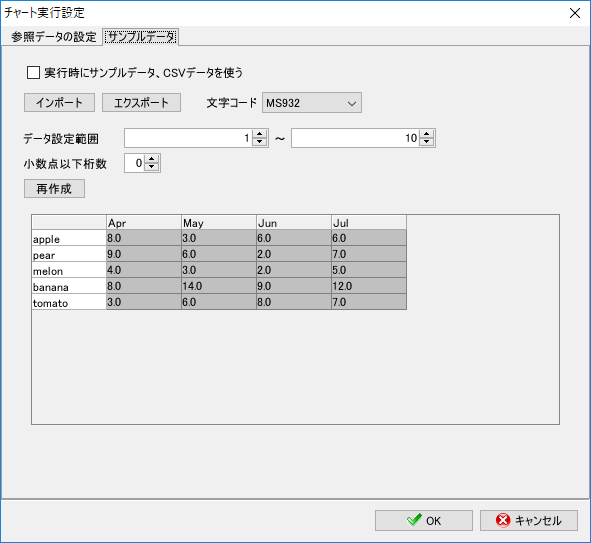 チャート実行設定
参照データの設定 サンプルデータ
実行時にサンプルデータ、CSVデータを使う
インポート エクスポート 文字コード MS932
データ設定範囲 1 ～ 10
小数点以下桁数 0
再作成
Apr May Jun Jul
apple 8.0 3.0 6.0 6.0
pear 9.0 6.0 2.0 7.0
melon 4.0 3.0 2.0 5.0
banana 8.0 14.0 9.0 12.0
tomato 3.0 6.0 8.0 7.0
OK キャンセル